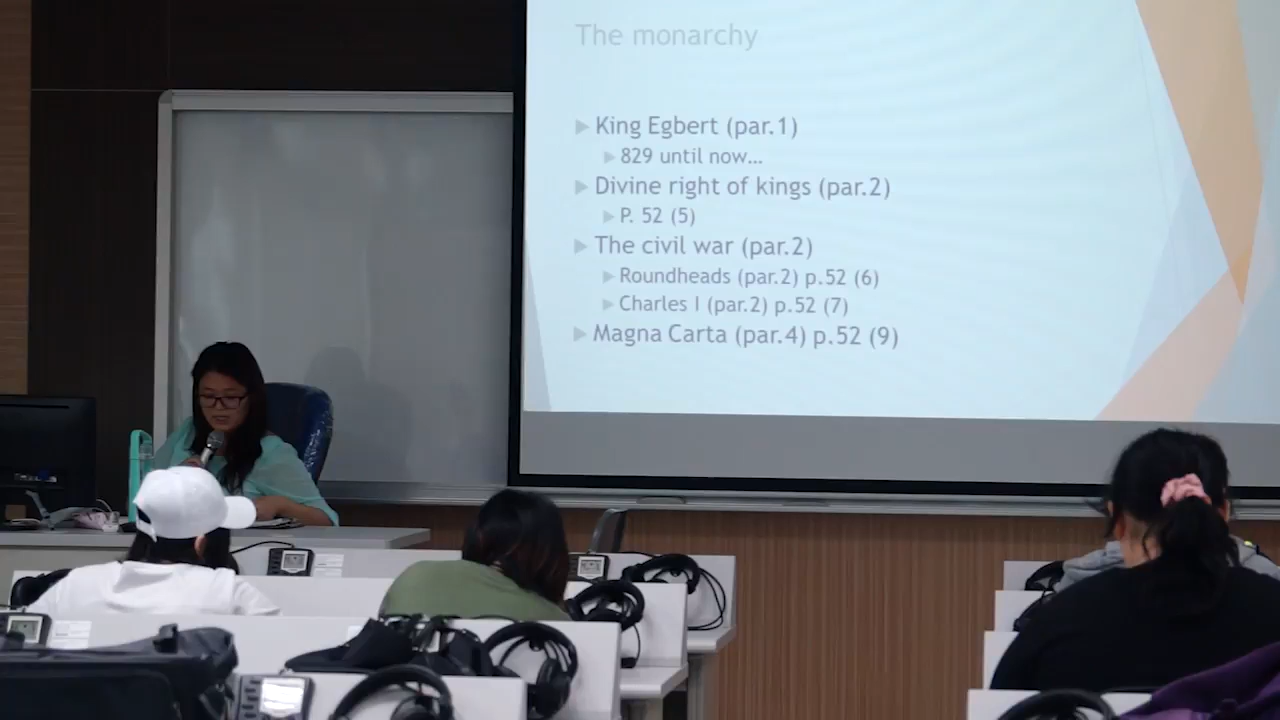 The monarchy
King Egbert (par.1)
829 until now...
Divine right of kings (par.2)
P. 52 (5)
The civil war (par.2)
Roundheads (par.2) p.52 (6)
Charles I (par.2) p.52 (7)
Magna Carta (par.4) p.52 (9)